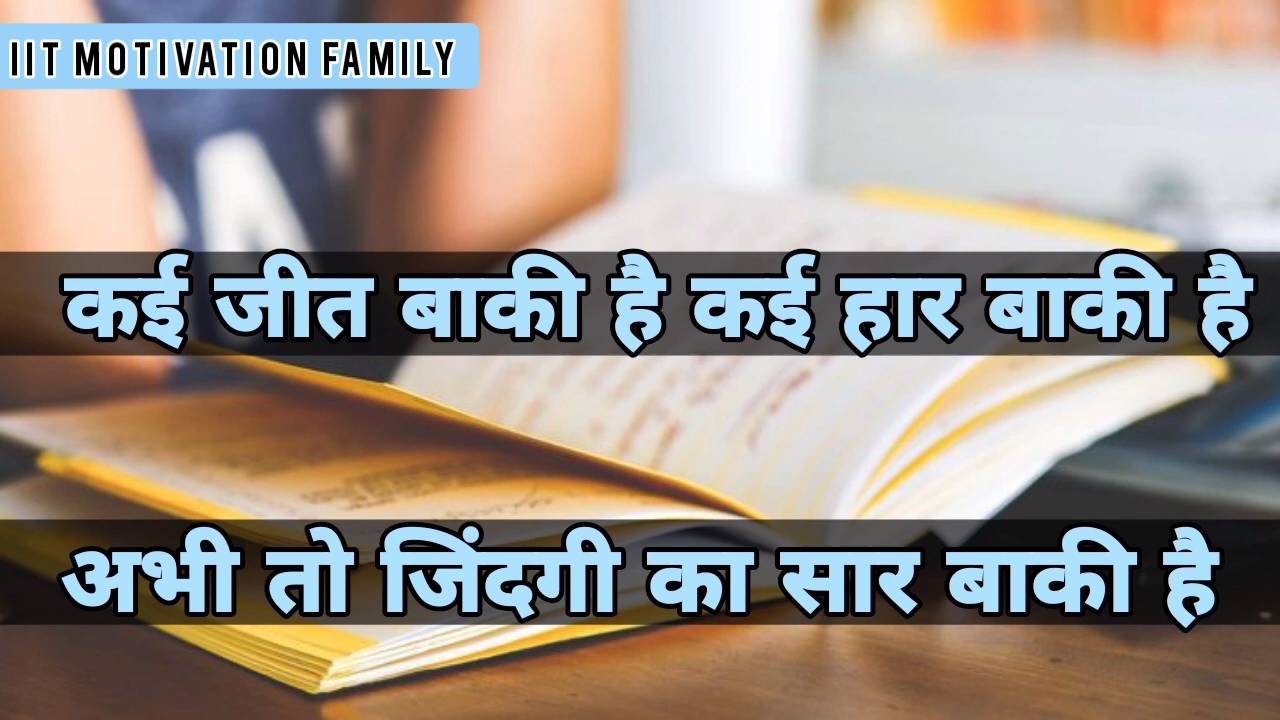 IIT MOTIVATION FAMILY
कई जीत बाकी है कई हार बाकी है
अभी तो जिंदगी का सार बाकी है